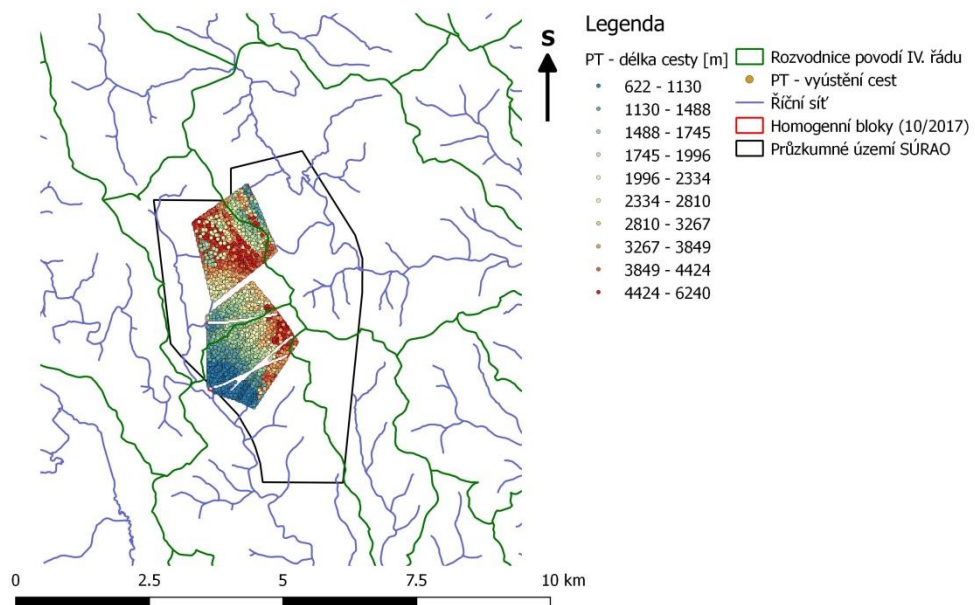 S
Legenda
PT - délka cesty [m]
622 - 1130
1130 - 1488
1488 - 1745
1745 - 1996
1996 - 2334
2334 - 2810
2810 - 3267
3267 - 3849
3849 - 4424
4424 - 6240
Rozvodnice povodí IV. řádu
PT - vyústění cest
Říční síť
Homogenní bloky (10/2017)
Průzkumné území SÚRAO
0 2.5 5 7.5 10 km